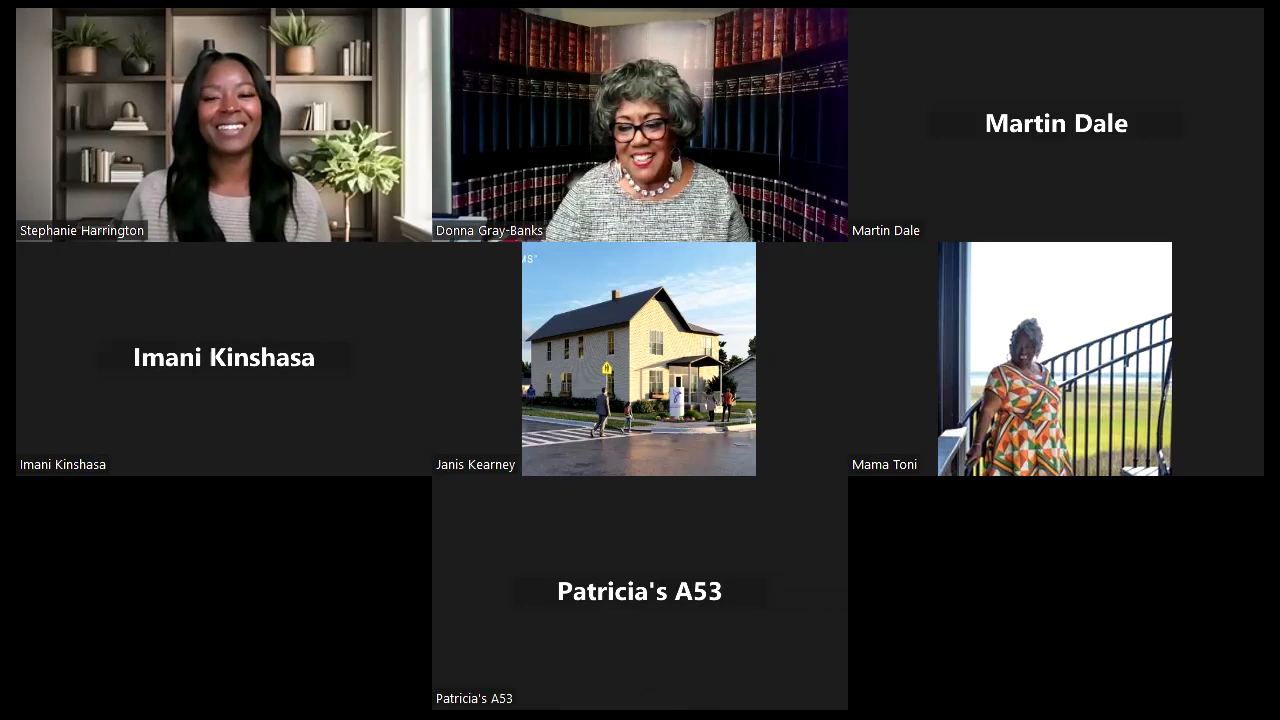 Stephanie Harrington
Donna Gray-Banks
Martin Dale
Martin Dale
Imani Kinshasa
Imani Kinshasa
MS"
Janis Kearney
Mama Toni
Patricia's A53
Patricia's A53